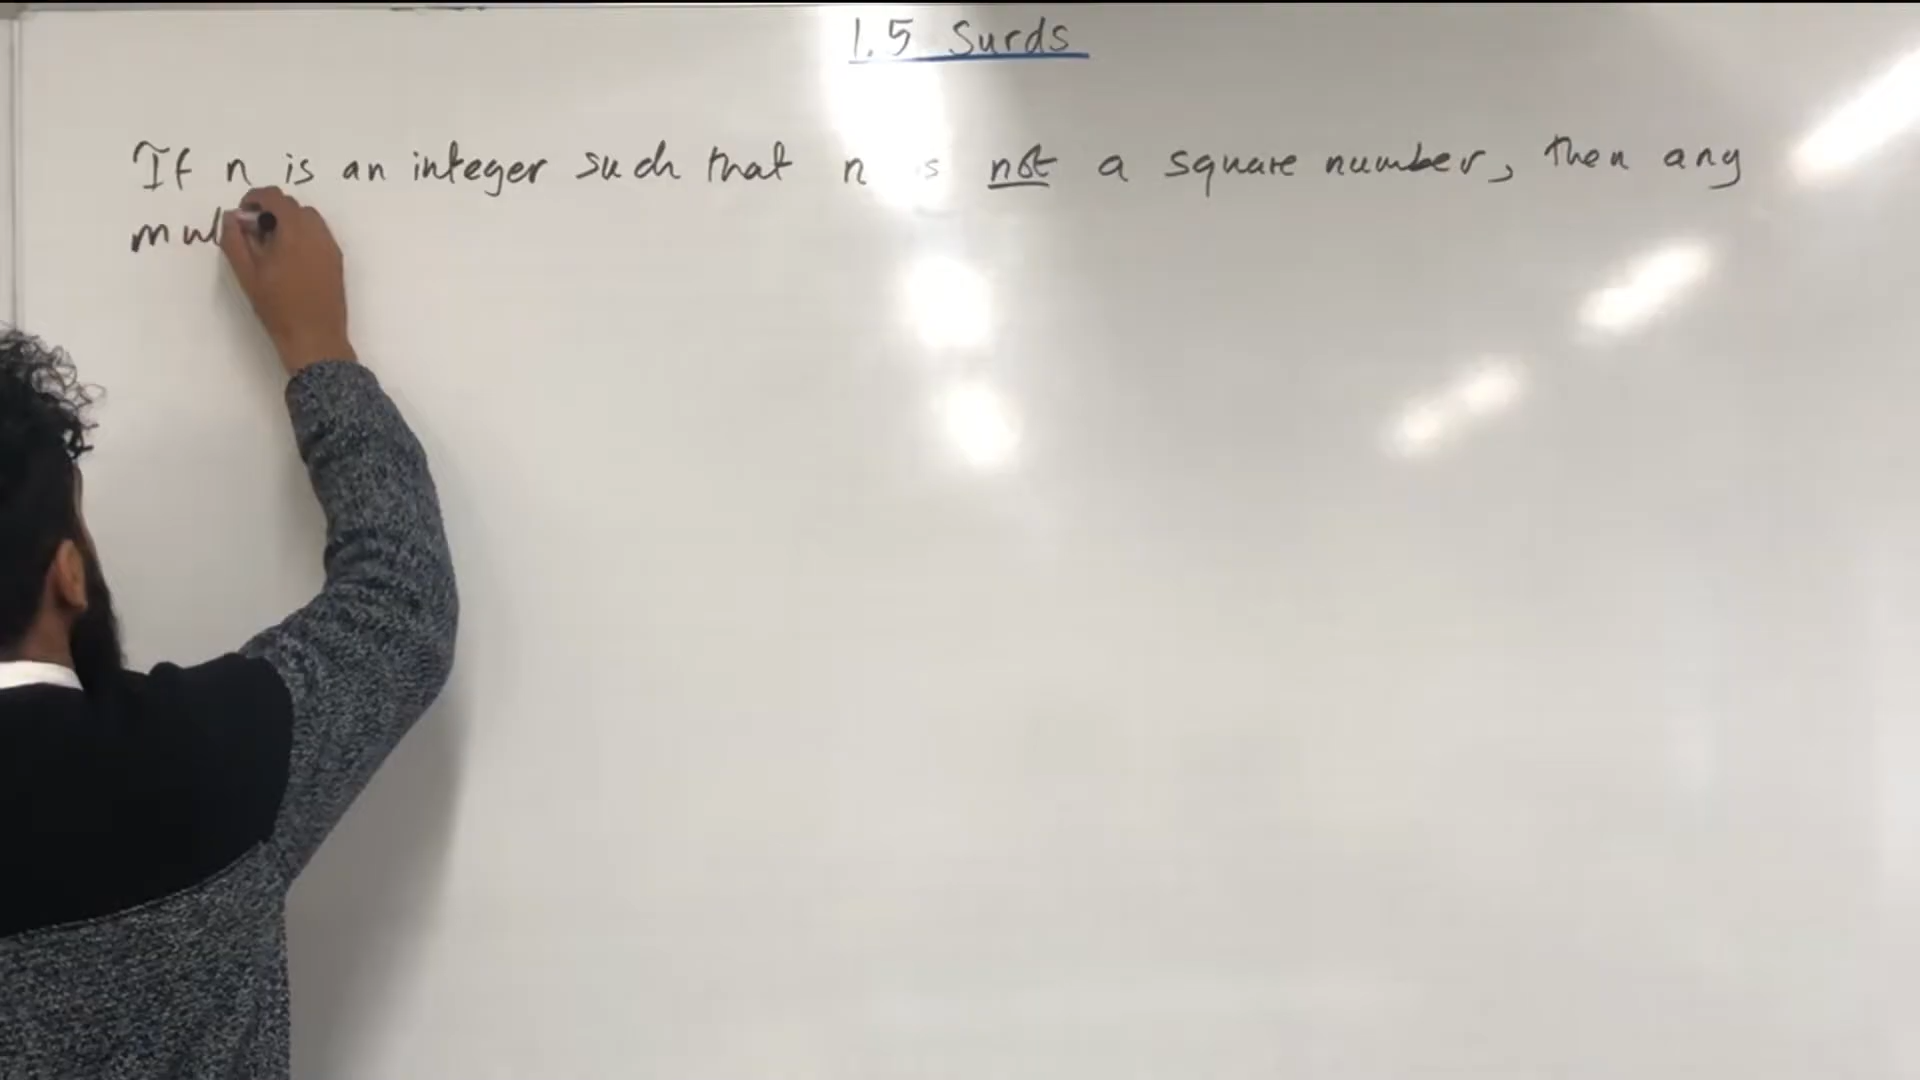 1.5 Surds
If n is an integer such that n is not a square number, then any
mul